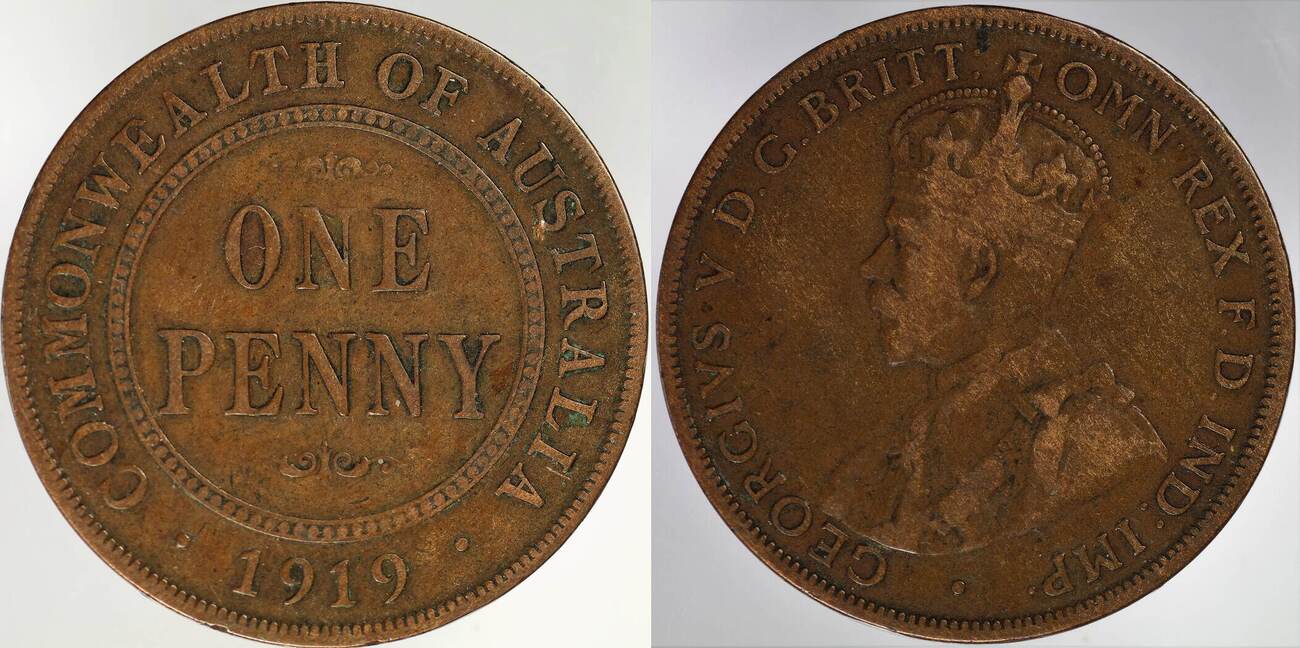 COMMONWEALTH OF AUSTRALIA
ONE
PENNY
· 1919 ·
GEORGIVS V D.G. BRITT. OMN. REX F.D. IND. IMP.